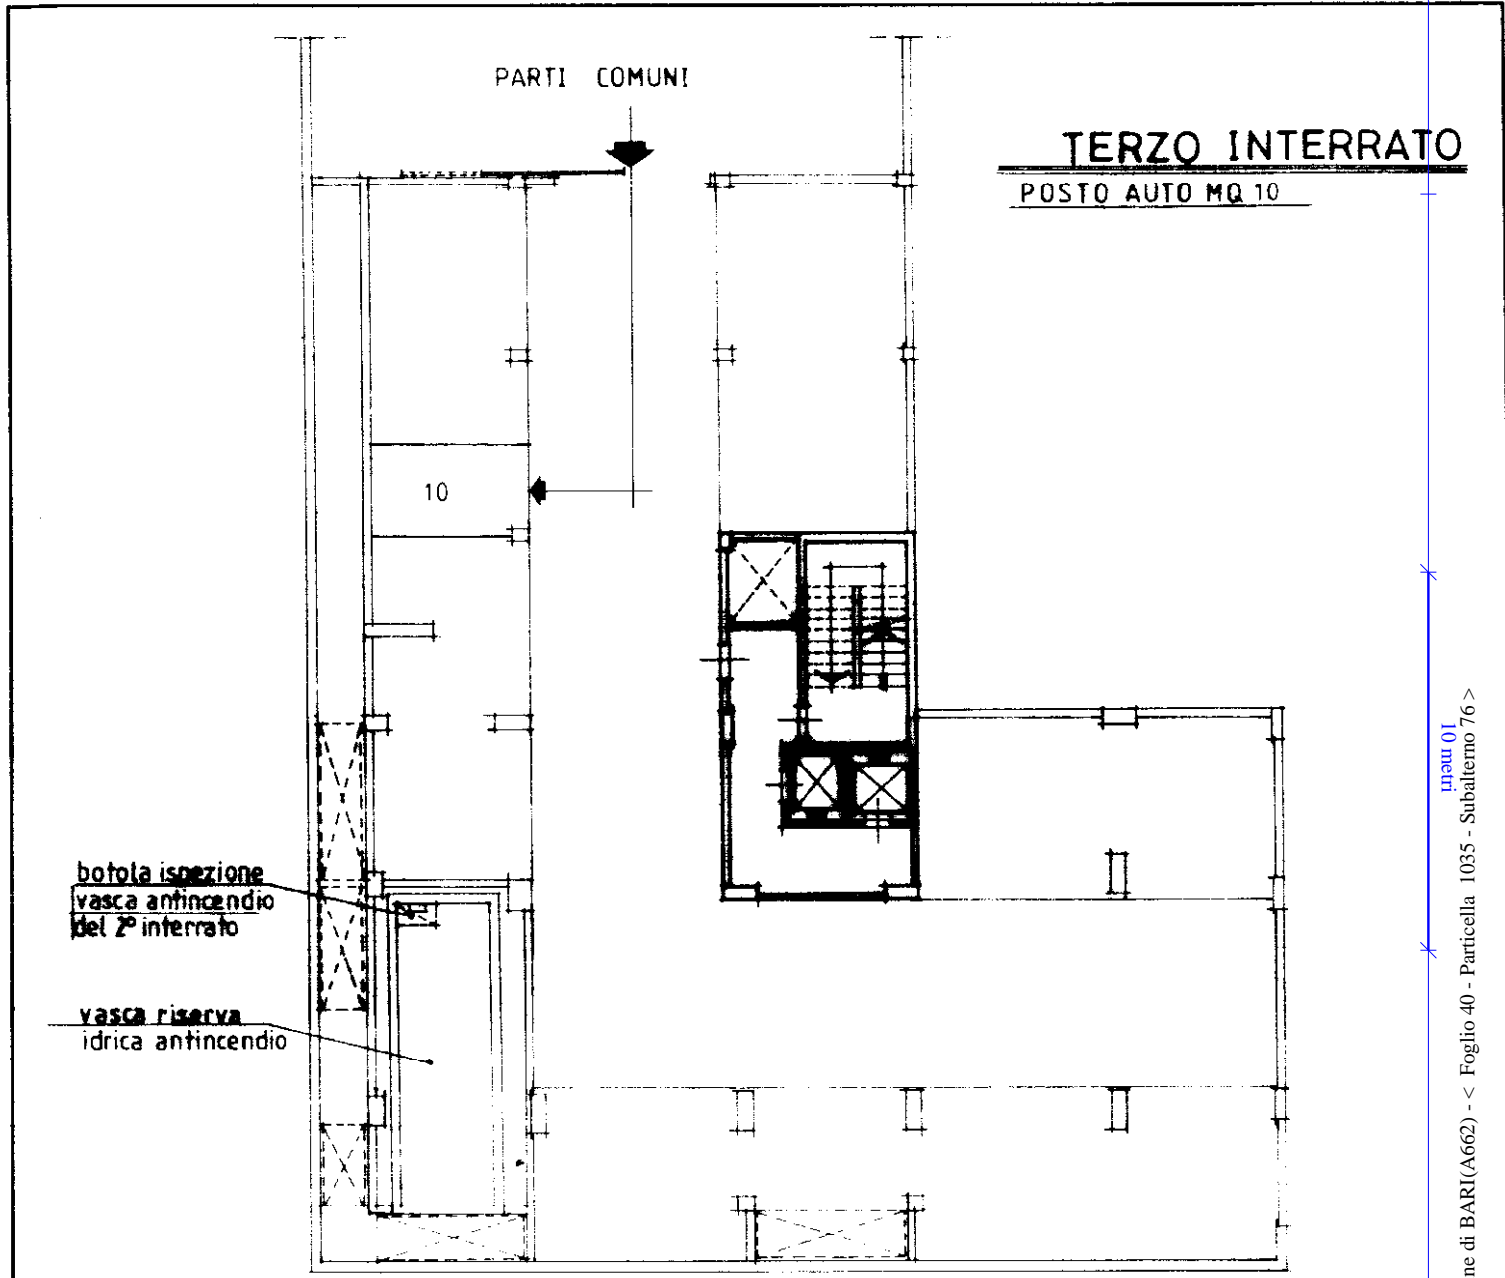 PARTI COMUNI
TERZO INTERRATO
POSTO AUTO MQ 10
10
botola ispezione
vasca antincendio
del 2° interrato
vasca riserva
idrica antincendio
10 metri
ne di BARI(A662) - < Foglio 40 - Particella 1035 - Subalterno 76 >